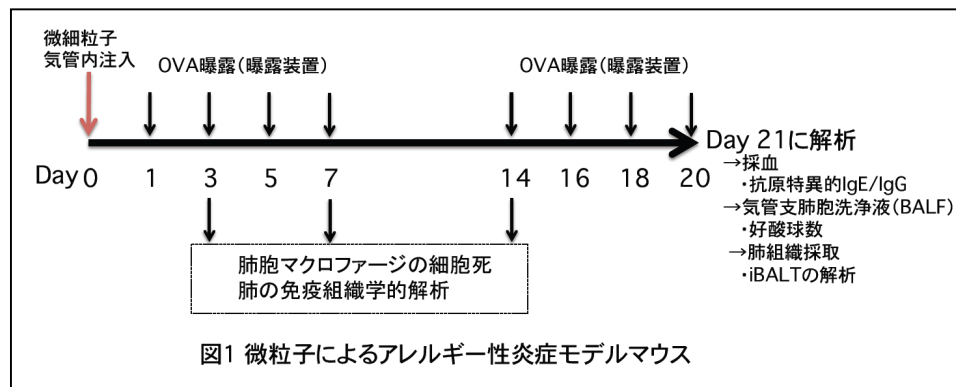 微細粒子
気管内注入
OVA曝露(曝露装置)
OVA曝露(曝露装置)
Day 0 1 3 5 7 14 16 18 20
Day 21に解析
→採血
・抗原特異的IgE/IgG
→気管支肺胞洗浄液(BALF)
・好酸球数
→肺組織採取
・iBALTの解析
肺胞マクロファージの細胞死
肺の免疫組織学的解析
図1 微粒子によるアレルギー性炎症モデルマウス